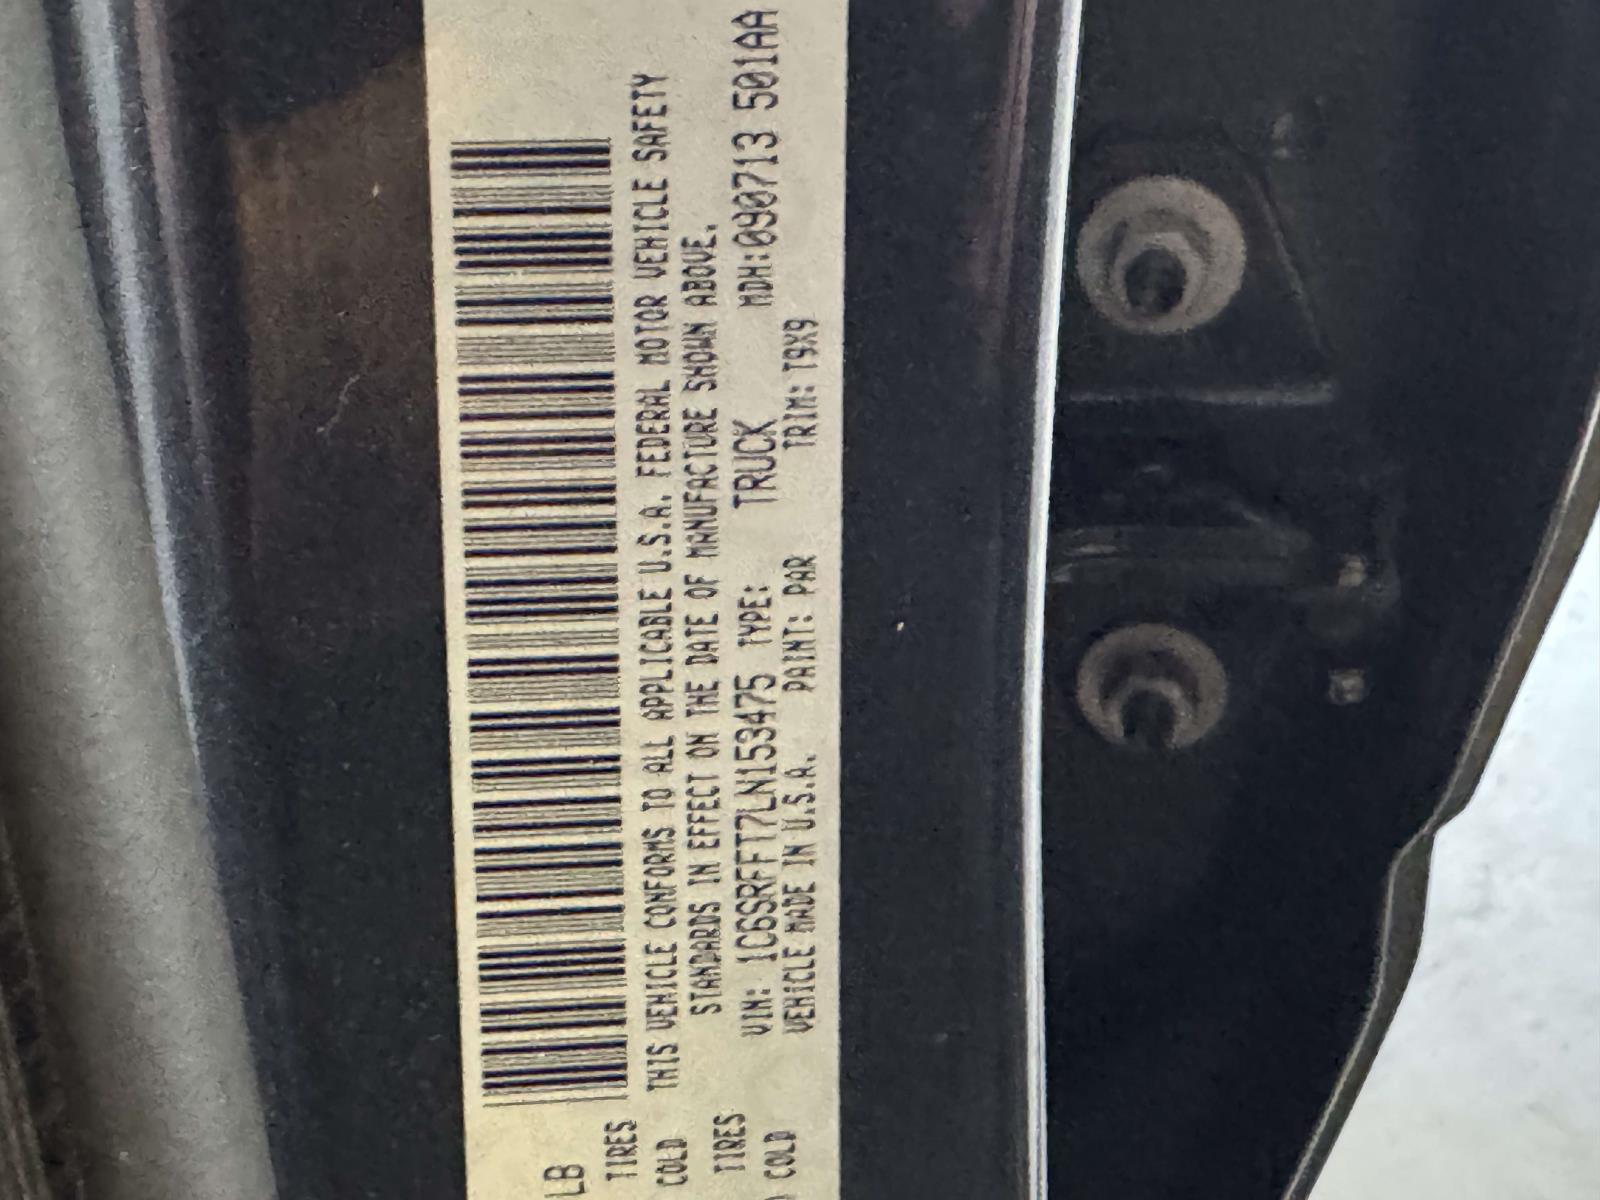 LB
TIRES
COLD
THIS VEHICLE CONFORMS TO ALL APPLICABLE U.S.A. FEDERAL MOTOR VEHICLE SAFETY
STANDARDS IN EFFECT ON THE DATE OF MANUFACTURE SHOWN ABOVE.
TIRES
COLD
VIN: 1C6SRFFT7LN153475 TYPE: TRUCK MDH:090713 501AA
VEHICLE MADE IN U.S.A. PAINT: PAR TRIM: T9X9